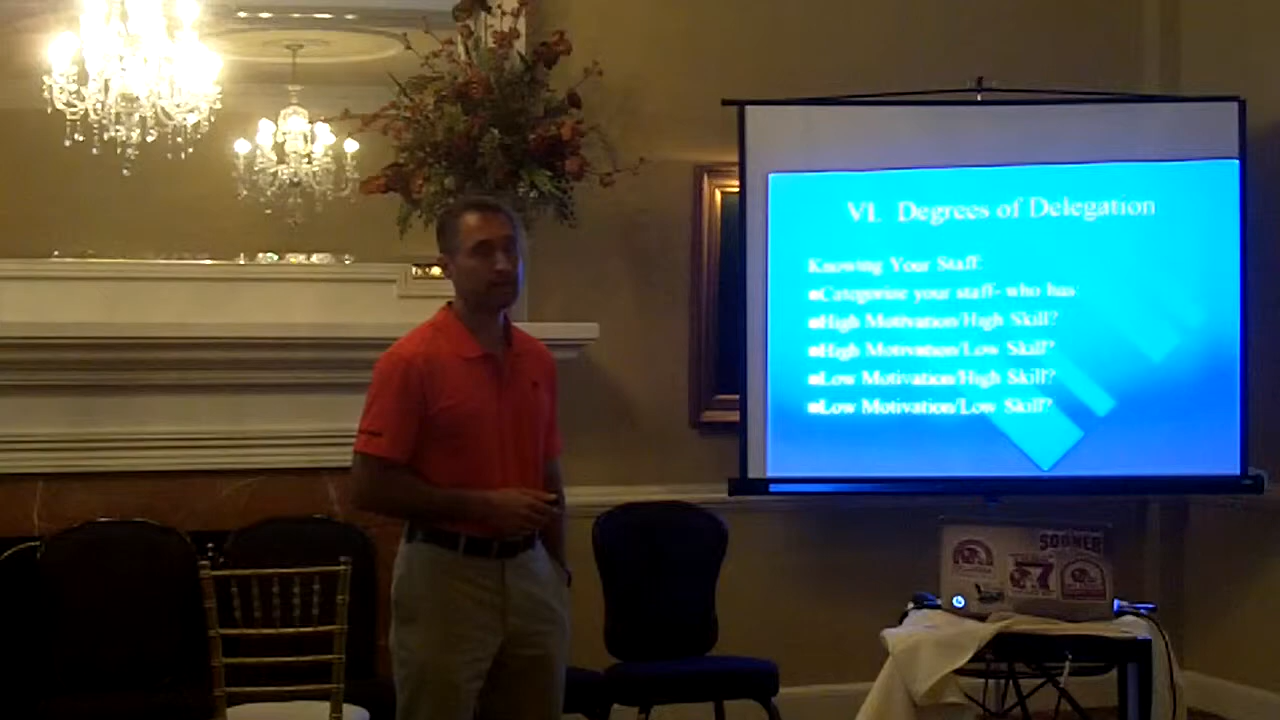 VI. Degrees of Delegation
Knowing Your Staff:
▪Categorize your staff- who has
▪High Motivation/High Skill?
▪High Motivation/Low Skill?
▪Low Motivation/High Skill?
▪Low Motivation/Low Skill?
SOONER